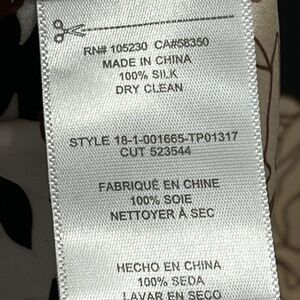 RN# 105230 CA#58350
MADE IN CHINA
100% SILK
DRY CLEAN
STYLE 18-1-001665-TP01317
CUT 523544
FABRIQUÉ EN CHINE
100% SOIE
NETTOYER À SEC
HECHO EN CHINA
100% SEDA
LAVAR EN SECO